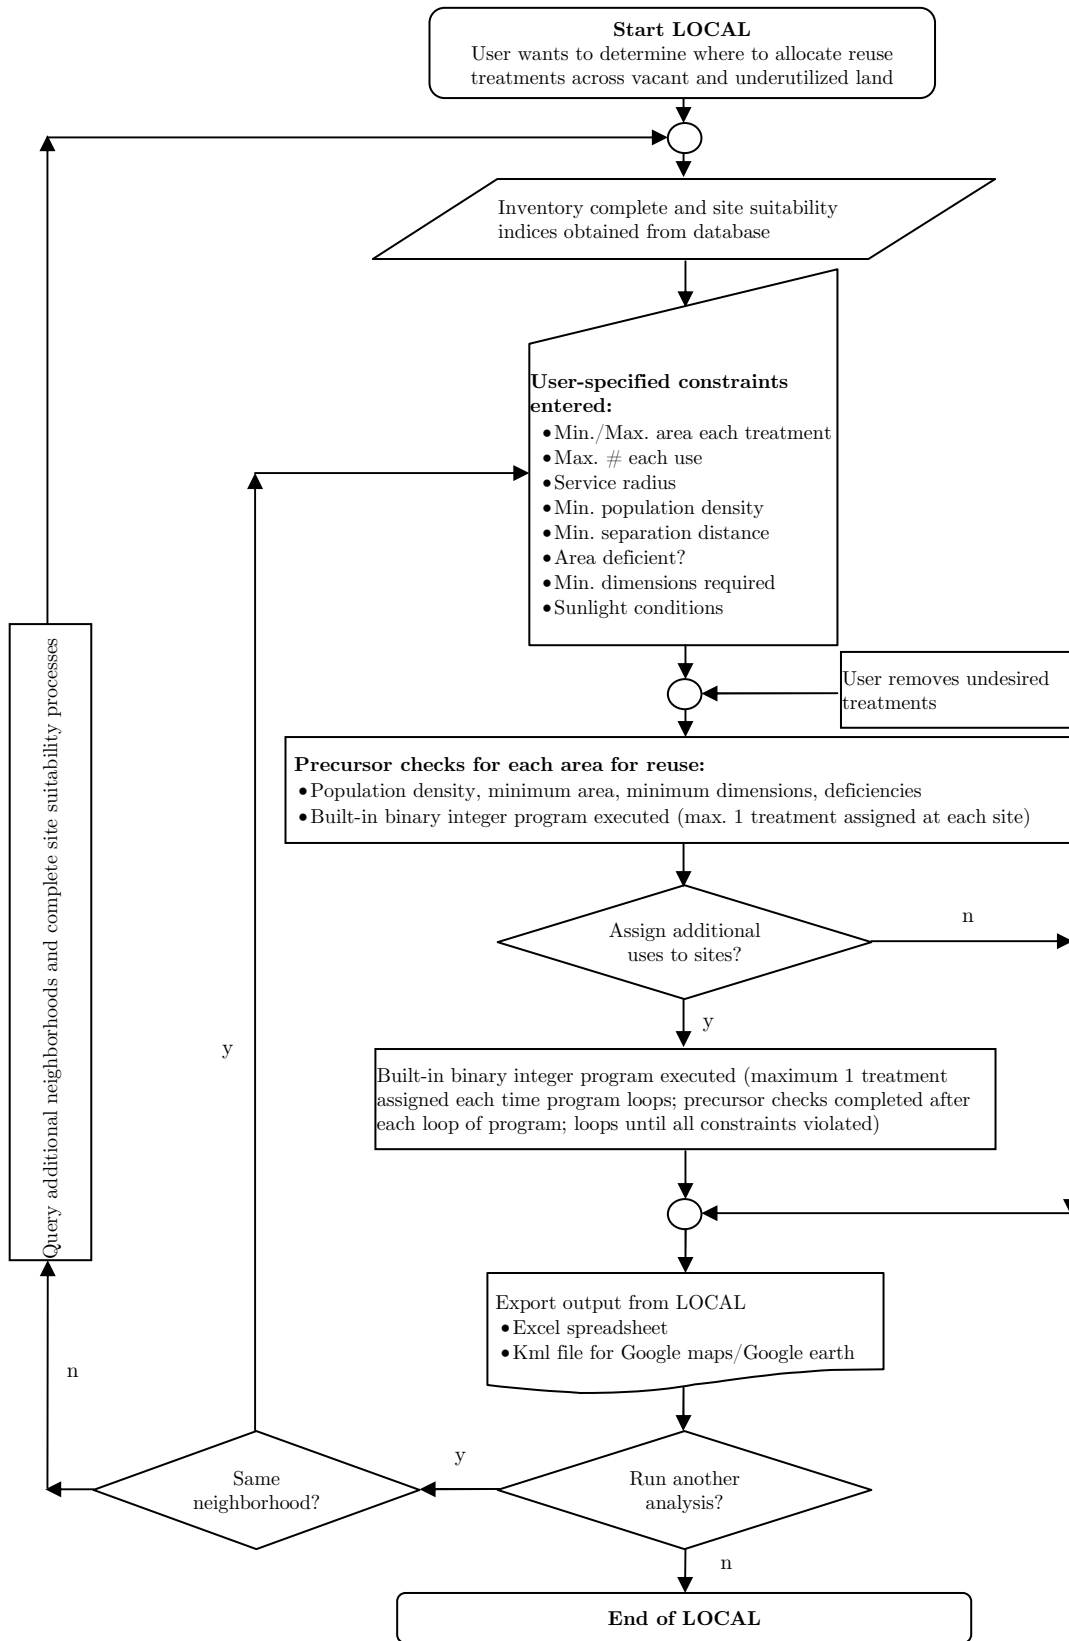 Start LOCAL
User wants to determine where to allocate reuse
treatments across vacant and underutilized land
Inventory complete and site suitability
indices obtained from database
User-specified constraints
entered:
•Min./Max. area each treatment
•Max. # each use
•Service radius
•Min. population density
•Min. separation distance
•Area deficient?
•Min. dimensions required
•Sunlight conditions
User removes undesired
treatments
Precursor checks for each area for reuse:
•Population density, minimum area, minimum dimensions, deficiencies
•Built-in binary integer program executed (max. 1 treatment assigned at each site)
Assign additional
uses to sites?
n
y
Built-in binary integer program executed (maximum 1 treatment
assigned each time program loops; precursor checks completed after
each loop of program; loops until all constraints violated)
Export output from LOCAL
•Excel spreadsheet
•Kml file for Google maps/Google earth
Run another
analysis?
y
n
Same
neighborhood?
y
n
Query additional neighborhoods and complete site suitability processes
End of LOCAL